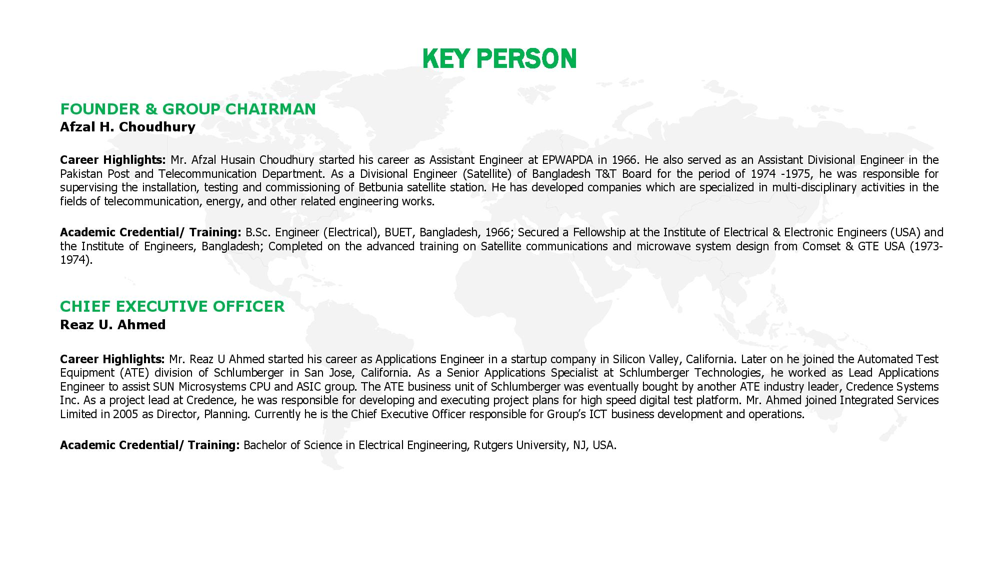 KEY PERSON
FOUNDER & GROUP CHAIRMAN
Afzal H. Choudhury
Career Highlights: Mr. Afzal Husain Choudhury started his career as Assistant Engineer at EPWAPDA in 1966. He also served as an Assistant Divisional Engineer in the
Pakistan Post and Telecommunication Department. As a Divisional Engineer (Satellite) of Bangladesh T&T Board for the period of 1974 -1975, he was responsible for
supervising the installation, testing and commissioning of Betbunia satellite station. He has developed companies which are specialized in multi-disciplinary activities in the
fields of telecommunication, energy, and other related engineering works.
Academic Credential/ Training: B.Sc. Engineer (Electrical), BUET, Bangladesh, 1966; Secured a Fellowship at the Institute of Electrical & Electronic Engineers (USA) and
the Institute of Engineers, Bangladesh; Completed on the advanced training on Satellite communications and microwave system design from Comset & GTE USA (1973-
1974).
CHIEF EXECUTIVE OFFICER
Reaz U. Ahmed
Career Highlights: Mr. Reaz U Ahmed started his career as Applications Engineer in a startup company in Silicon Valley, California. Later on he joined the Automated Test
Equipment (ATE) division of Schlumberger in San Jose, California. As a Senior Applications Specialist at Schlumberger Technologies, he worked as Lead Applications
Engineer to assist SUN Microsystems CPU and ASIC group. The ATE business unit of Schlumberger was eventually bought by another ATE industry leader, Credence Systems
Inc. As a project lead at Credence, he was responsible for developing and executing project plans for high speed digital test platform. Mr. Ahmed joined Integrated Services
Limited in 2005 as Director, Planning. Currently he is the Chief Executive Officer responsible for Group’s ICT business development and operations.
Academic Credential/ Training: Bachelor of Science in Electrical Engineering, Rutgers University, NJ, USA.